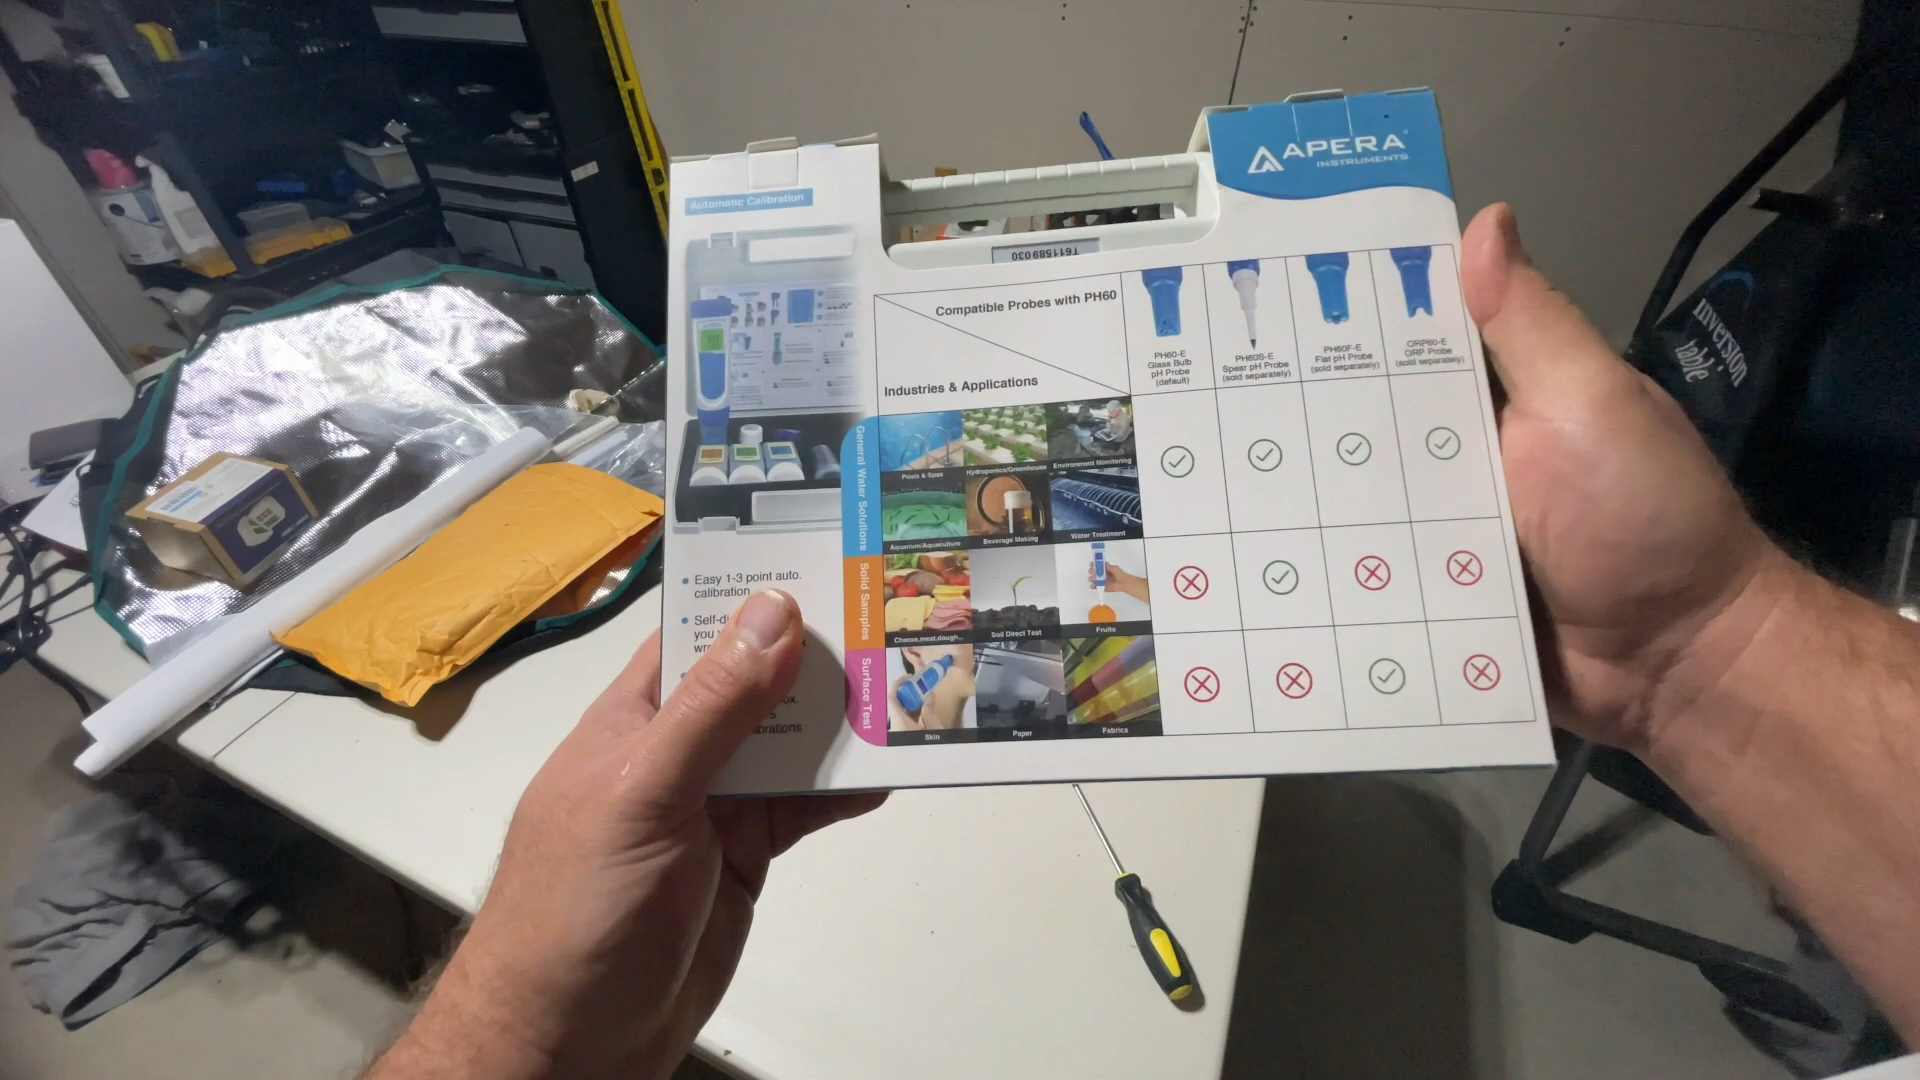 APERA
INSTRUMENTS
Automatic Calibration
T611589030
Compatible Probes with PH60
Industries & Applications
PH60-E
Glass Bulb
pH Probe
(default)
PH60S-E
Spear pH Probe
(sold separately)
PH60F-E
Flat pH Probe
(sold separately)
ORP60-E
ORP Probe
(sold separately)
General Water Solutions
Pools & Spas
Hydroponics/Greenhouse
Environment Monitoring
Aquarium/Aquaculture
Beverage Making
Water Treatment
Solid Samples
Cheese,meat,dough...
Soil Direct Test
Fruits
Surface Test
Skin
Paper
Fabrics
Easy 1-3 point auto.
calibration
Self-di
you
inversion
table